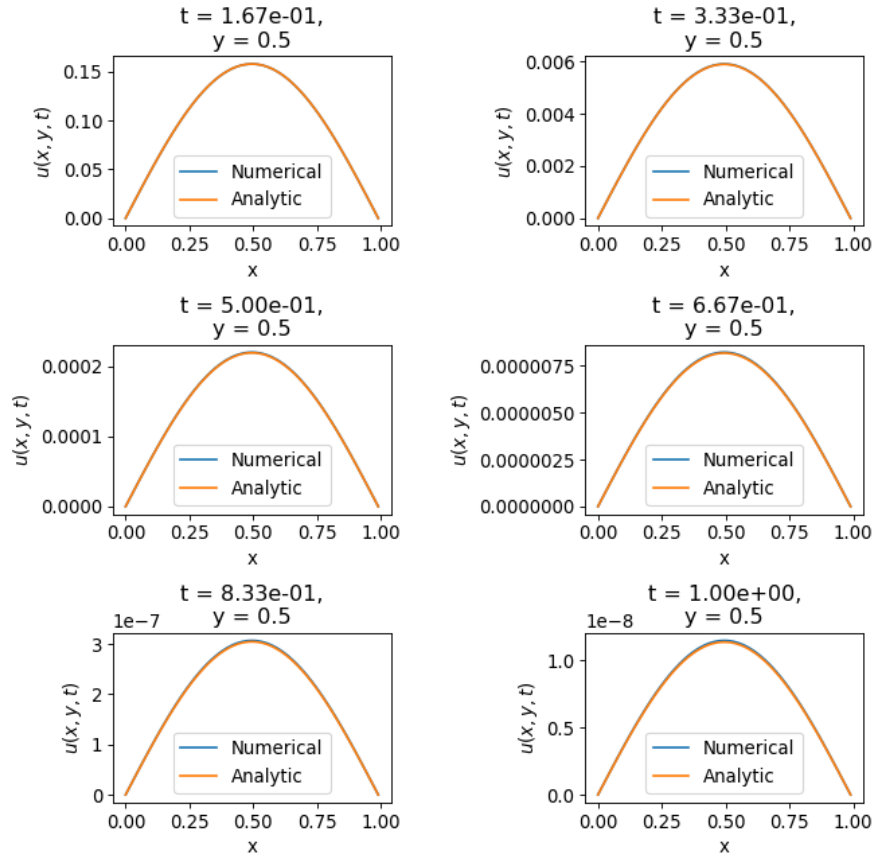 t = 1.67e-01,
y = 0.5
0.15
0.10
0.05
0.00
u(x, y, t)
Numerical
Analytic
0.00 0.25 0.50 0.75 1.00
x
t = 3.33e-01,
y = 0.5
0.006
0.004
0.002
0.000
u(x, y, t)
Numerical
Analytic
0.00 0.25 0.50 0.75 1.00
x
t = 5.00e-01,
y = 0.5
0.0002
0.0001
0.0000
u(x, y, t)
Numerical
Analytic
0.00 0.25 0.50 0.75 1.00
x
t = 6.67e-01,
y = 0.5
0.0000075
0.0000050
0.0000025
0.0000000
u(x, y, t)
Numerical
Analytic
0.00 0.25 0.50 0.75 1.00
x
t = 8.33e-01,
y = 0.5
1e−7
3
2
1
0
u(x, y, t)
Numerical
Analytic
0.00 0.25 0.50 0.75 1.00
x
t = 1.00e+00,
y = 0.5
1e−8
1.0
0.5
0.0
u(x, y, t)
Numerical
Analytic
0.00 0.25 0.50 0.75 1.00
x